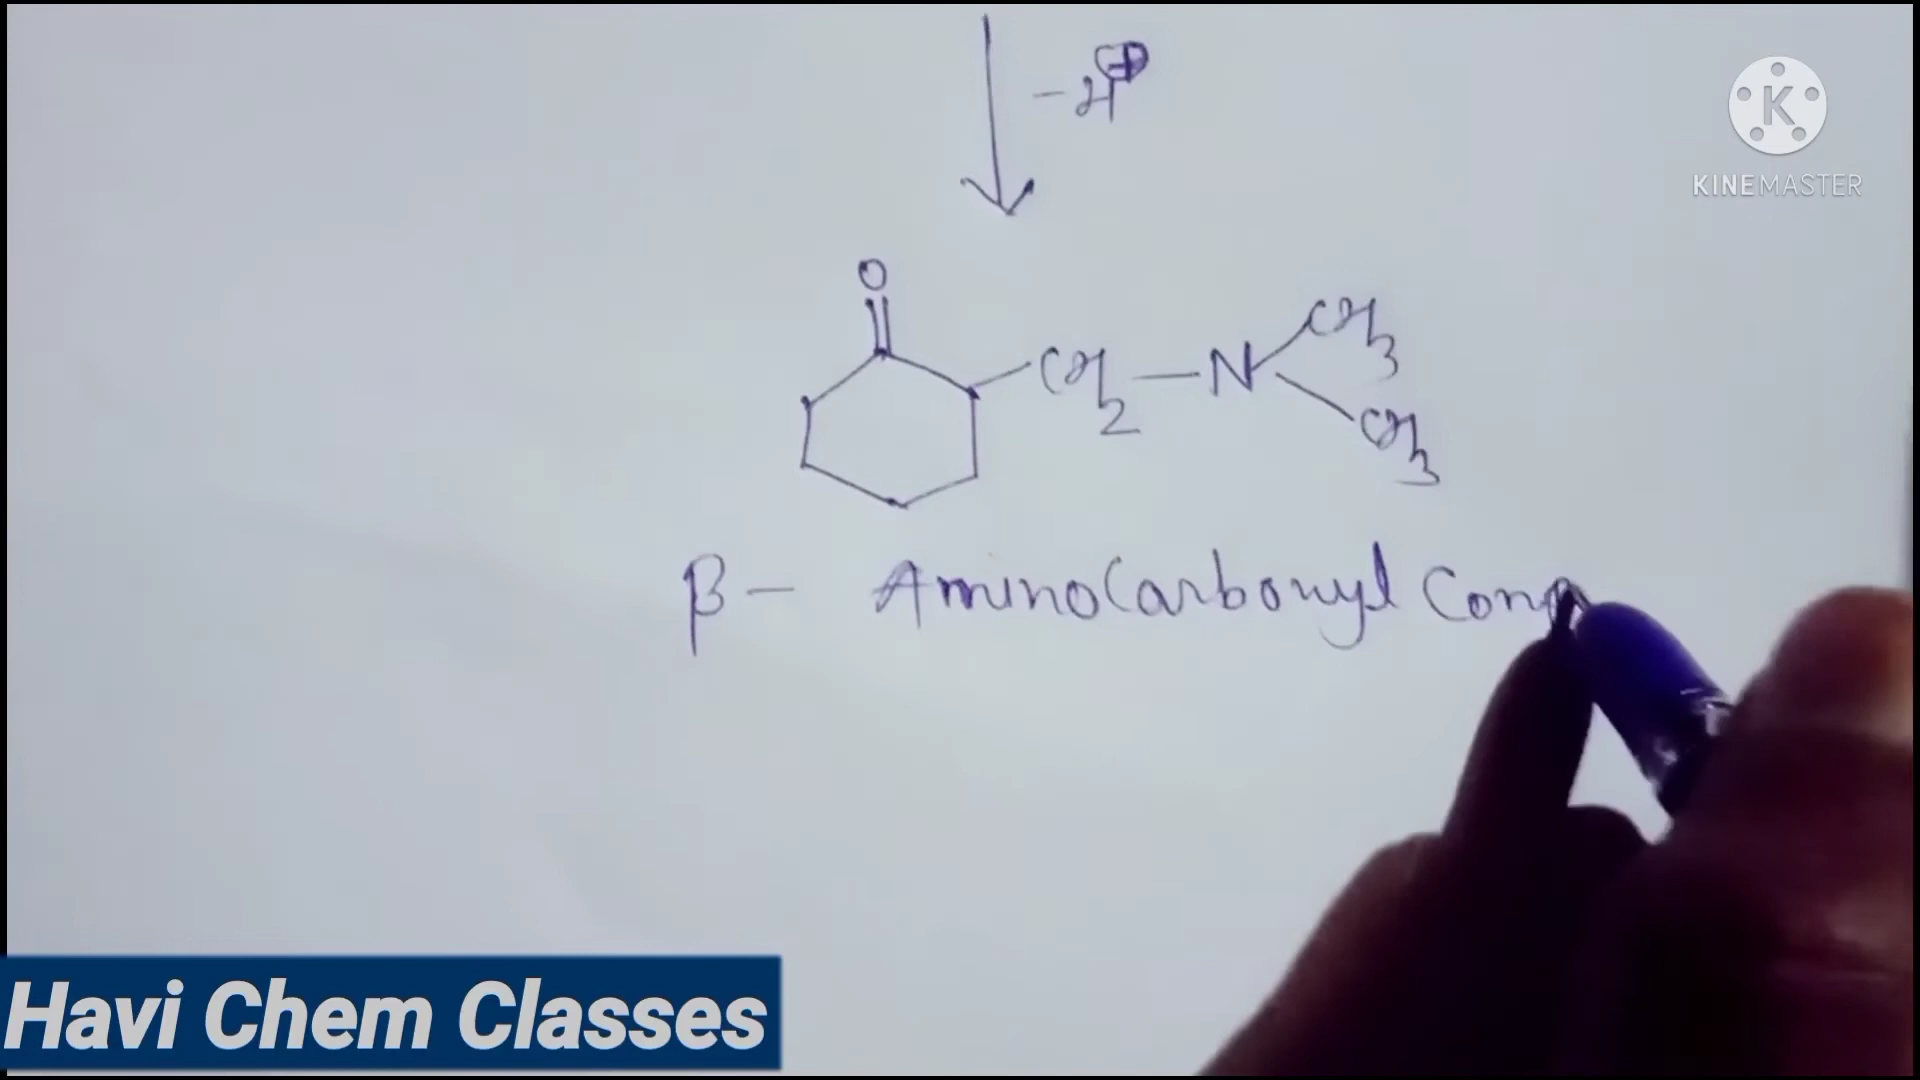 -H⊕
K
KINEMASTER
O
CH2-N
CH3
CH3
β- AminoCarbonyl Comp
Havi Chem Classes